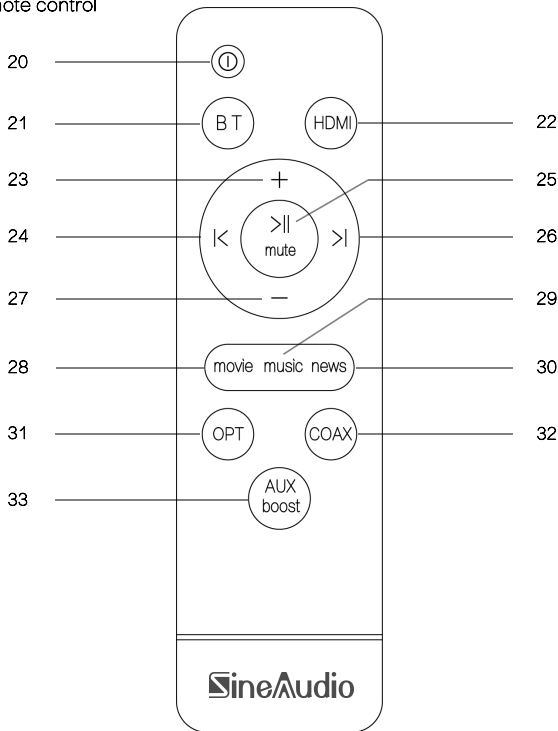 note control
20
21 BT HDMI 22
23 + 25
24 mute 26
27 − 29
28 movie music news 30
31 OPT COAX 32
33 AUX
boost
SineAudio